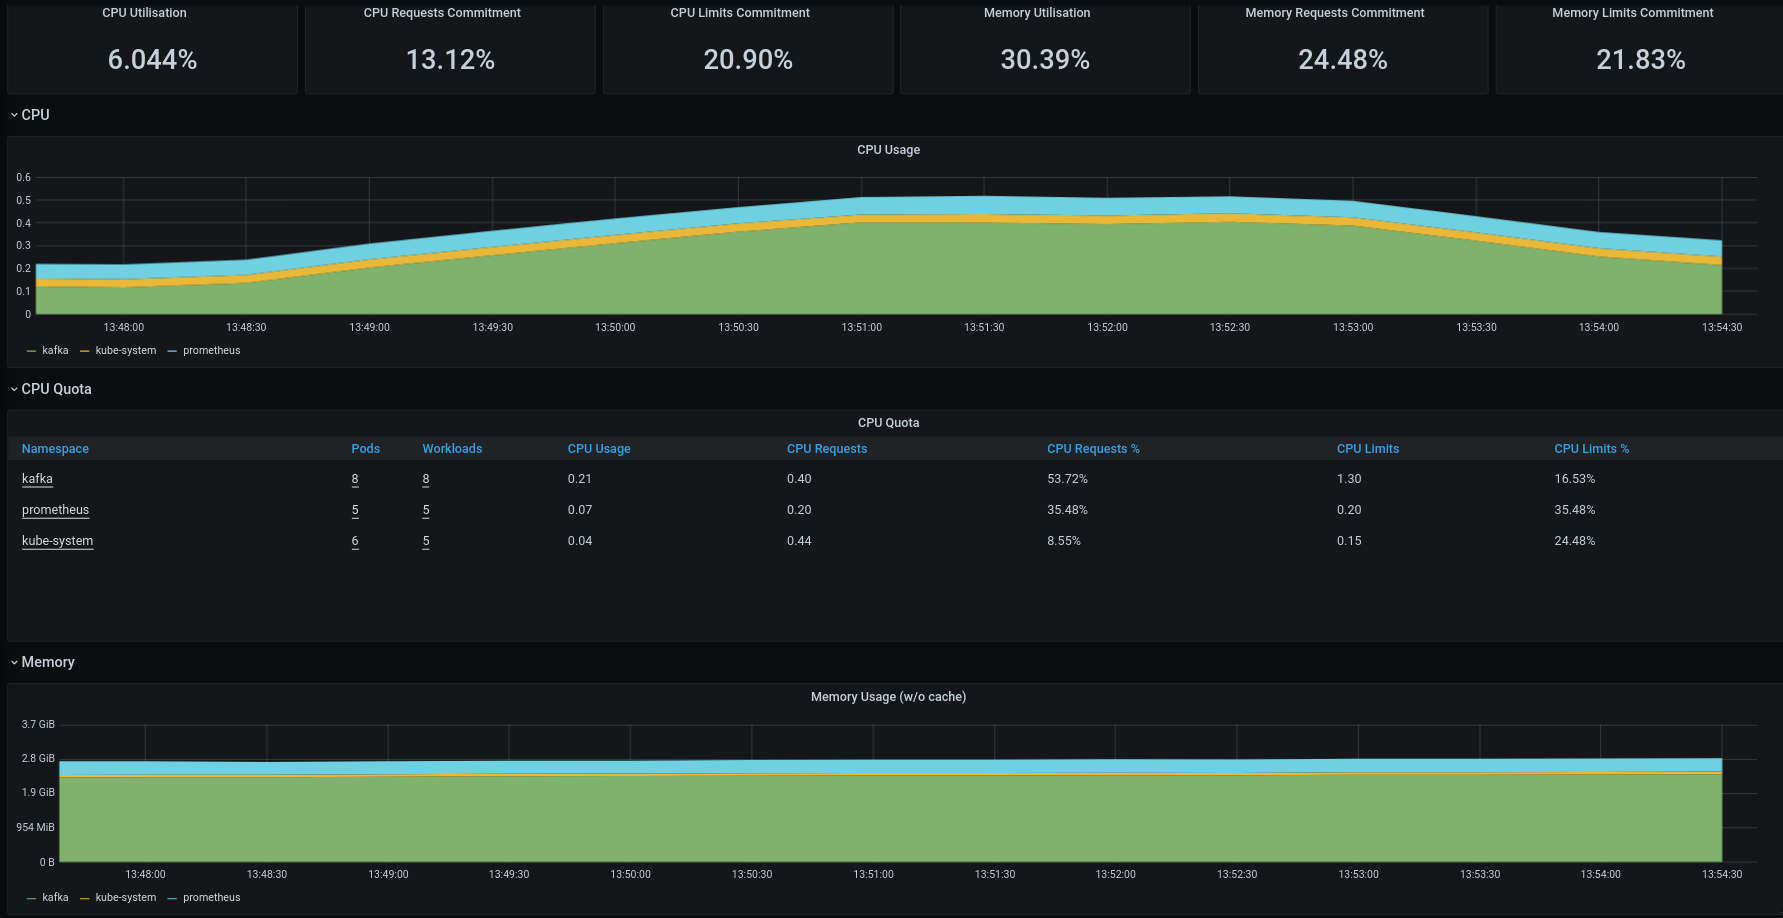 CPU Utilisation CPU Requests Commitment CPU Limits Commitment Memory Utilisation Memory Requests Commitment Memory Limits Commitment
6.044% 13.12% 20.90% 30.39% 24.48% 21.83%
CPU
CPU Usage
0.6
0.5
0.4
0.3
0.2
0.1
0
13:48:00 13:48:30 13:49:00 13:49:30 13:50:00 13:50:30 13:51:00 13:51:30 13:52:00 13:52:30 13:53:00 13:53:30 13:54:00 13:54:30
kafka kube-system prometheus
CPU Quota
CPU Quota
Namespace Pods Workloads CPU Usage CPU Requests CPU Requests % CPU Limits CPU Limits %
kafka 8 8 0.21 0.40 53.72% 1.30 16.53%
prometheus 5 5 0.07 0.20 35.48% 0.20 35.48%
kube-system 6 5 0.04 0.44 8.55% 0.15 24.48%
Memory
Memory Usage (w/o cache)
3.7 GiB
2.8 GiB
1.9 GiB
954 MiB
0 B
13:48:00 13:48:30 13:49:00 13:49:30 13:50:00 13:50:30 13:51:00 13:51:30 13:52:00 13:52:30 13:53:00 13:53:30 13:54:00 13:54:30
kafka kube-system prometheus